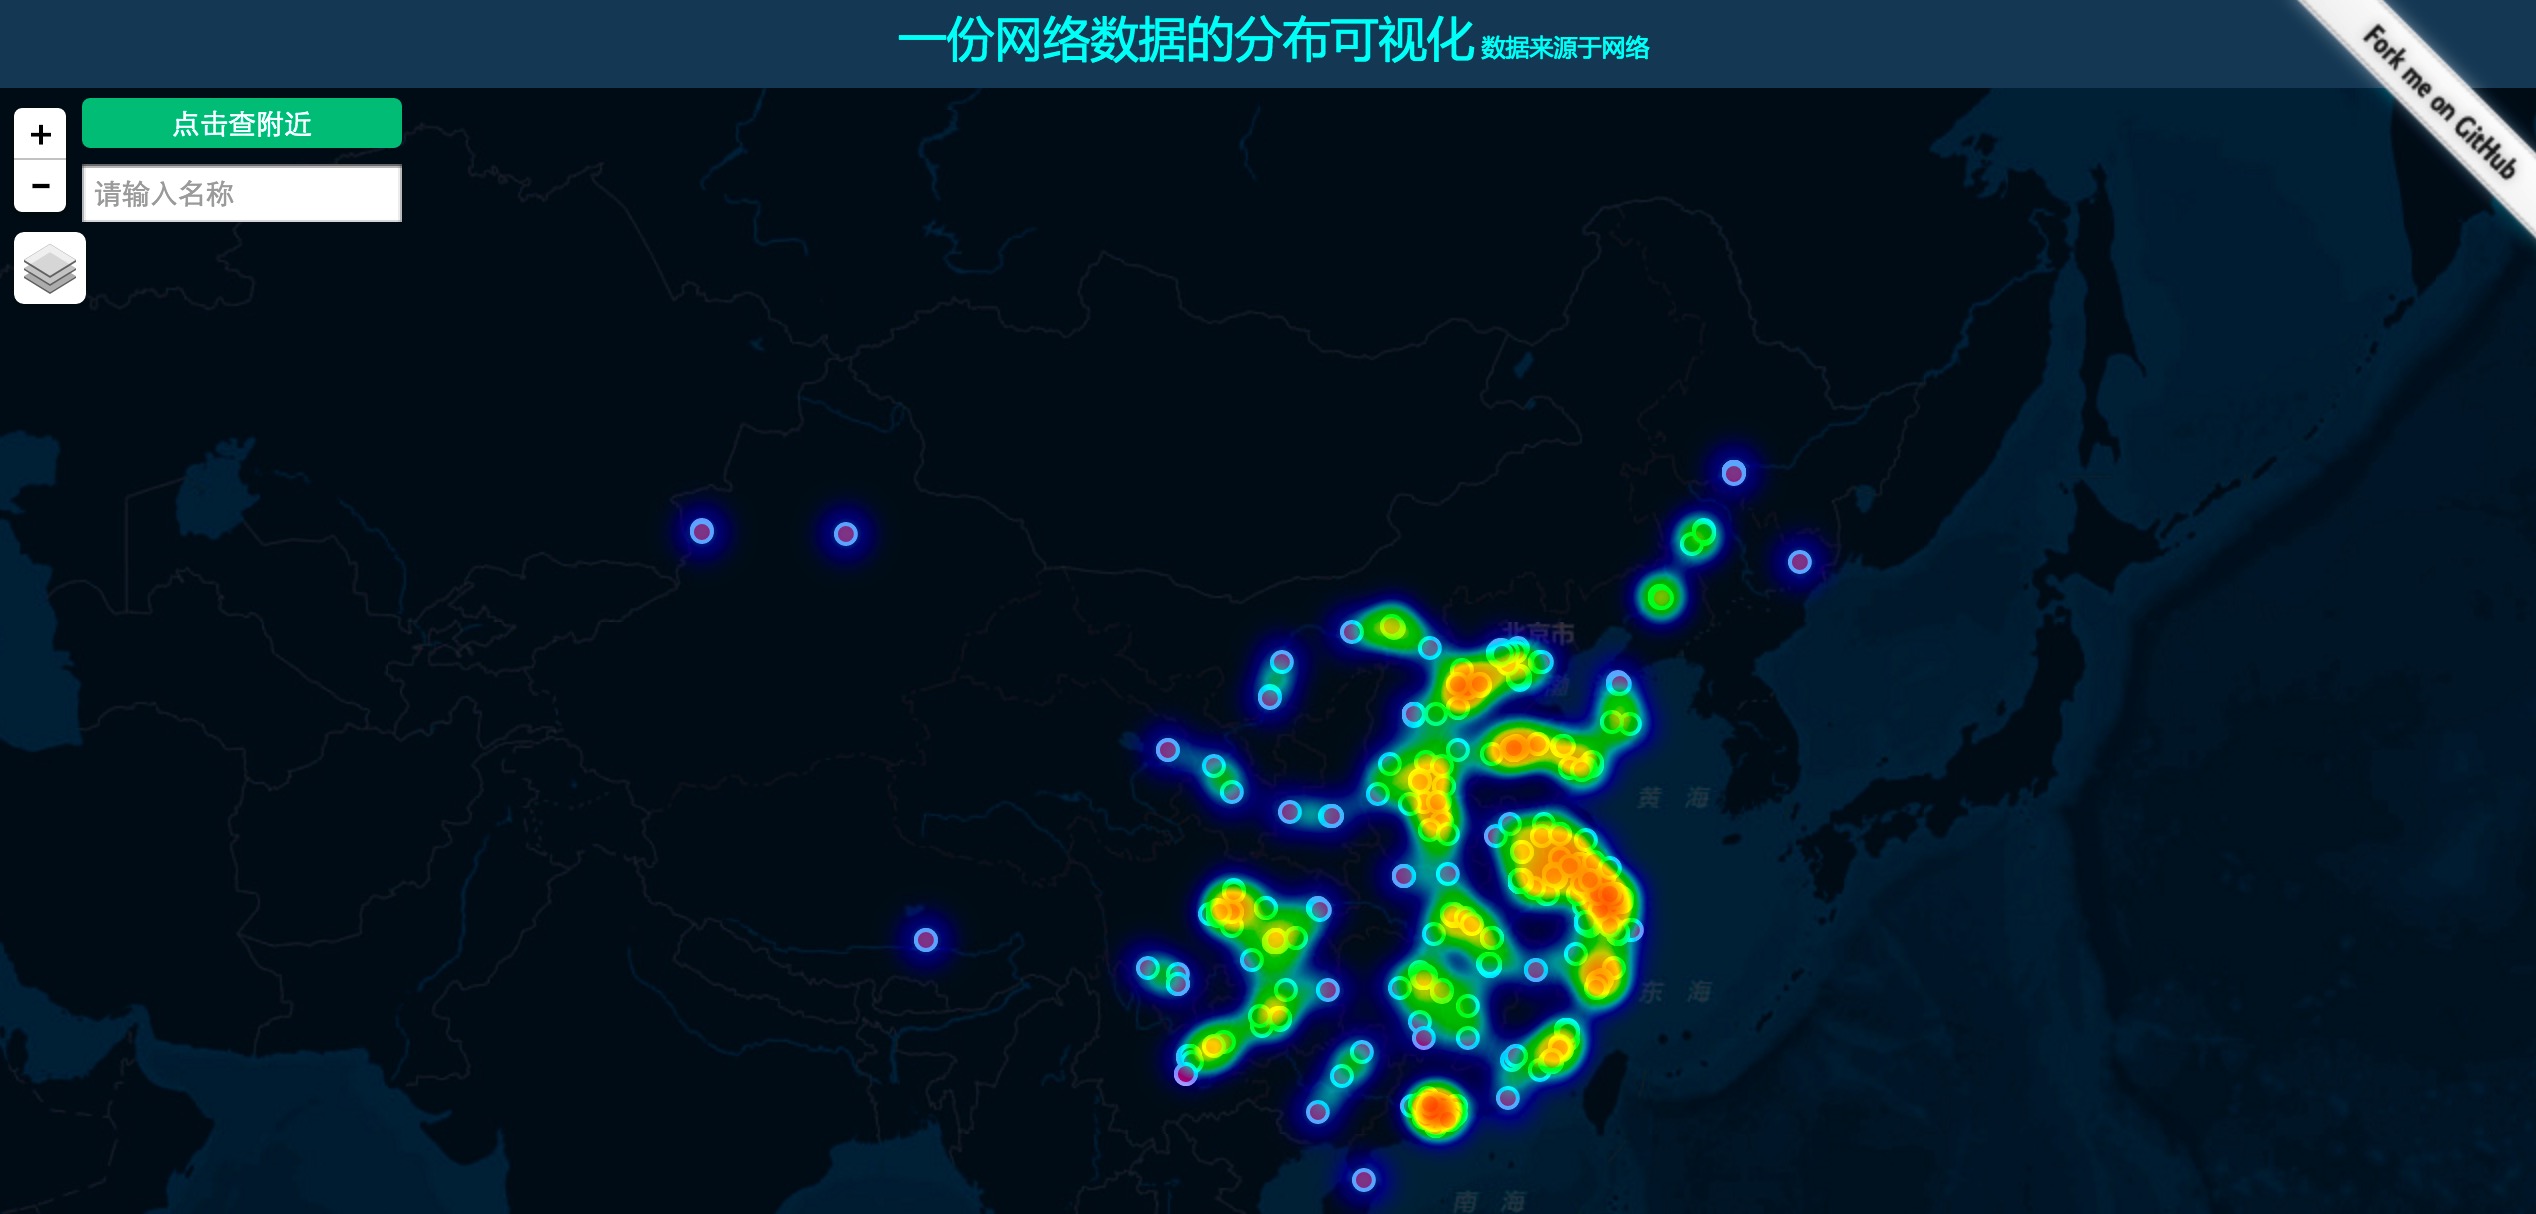 一份网络数据的分布可视化 数据来源于网络
Fork me on GitHub
+
点击查附近
−
请输入名称
北京市
渤
黄 海
东 海
南 海